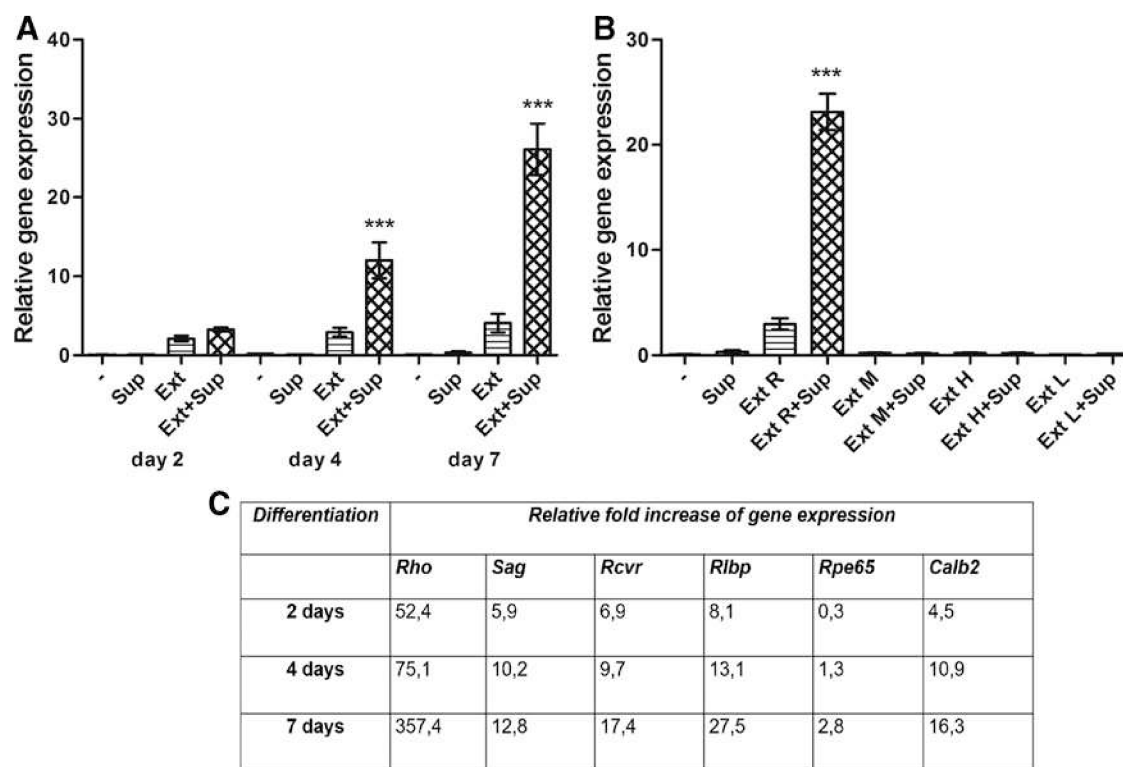 A
Relative gene expression
40
30
20
10
0
***
***
-
Sup
Ext
Ext+Sup
-
Sup
Ext
Ext+Sup
-
Sup
Ext
Ext+Sup
day 2 day 4 day 7
B
Relative gene expression
30
20
10
0
***
-
Sup
Ext R
Ext R+Sup
Ext M
Ext M+Sup
Ext H
Ext H+Sup
Ext L
Ext L+Sup
C
Differentiation Relative fold increase of gene expression
Rho Sag Rcvr Rlbp Rpe65 Calb2
2 days 52,4 5,9 6,9 8,1 0,3 4,5
4 days 75,1 10,2 9,7 13,1 1,3 10,9
7 days 357,4 12,8 17,4 27,5 2,8 16,3